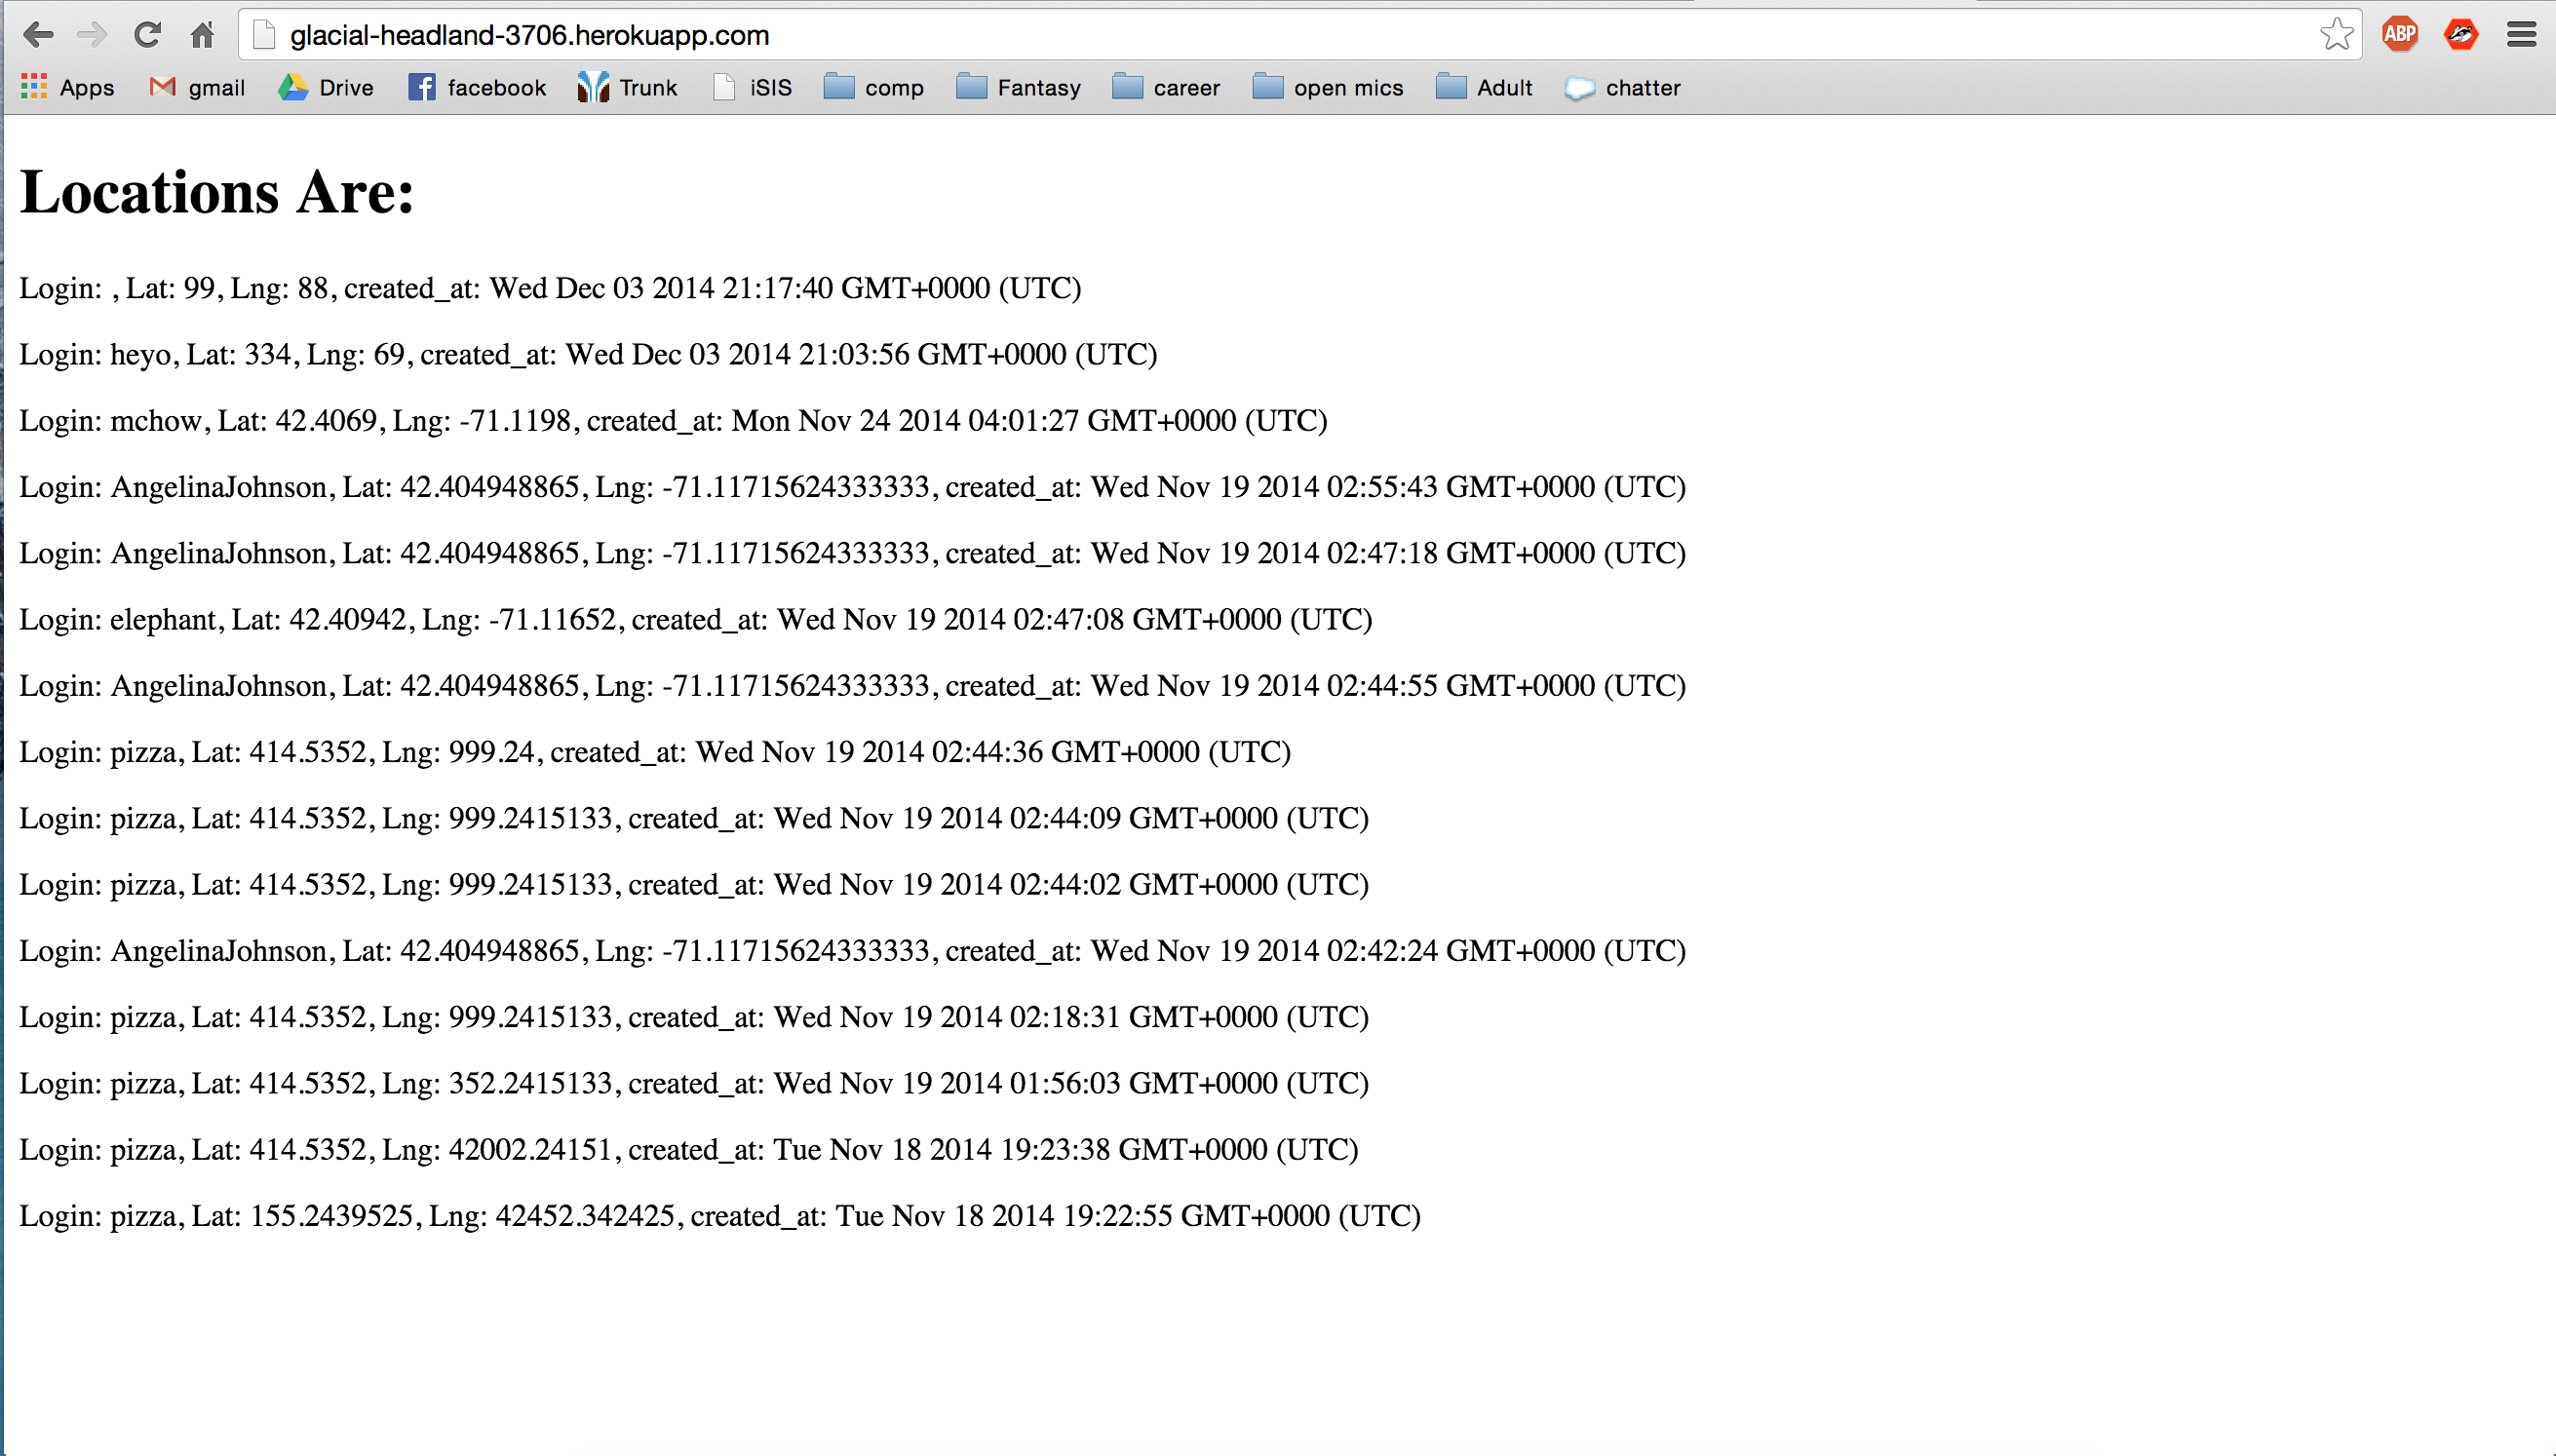 glacial-headland-3706.herokuapp.com
ABP
Apps gmail Drive facebook Trunk iSIS comp Fantasy career open mics Adult chatter
Locations Are:
Login: , Lat: 99, Lng: 88, created_at: Wed Dec 03 2014 21:17:40 GMT+0000 (UTC)
Login: heyo, Lat: 334, Lng: 69, created_at: Wed Dec 03 2014 21:03:56 GMT+0000 (UTC)
Login: mchow, Lat: 42.4069, Lng: -71.1198, created_at: Mon Nov 24 2014 04:01:27 GMT+0000 (UTC)
Login: AngelinaJohnson, Lat: 42.404948865, Lng: -71.11715624333333, created_at: Wed Nov 19 2014 02:55:43 GMT+0000 (UTC)
Login: AngelinaJohnson, Lat: 42.404948865, Lng: -71.11715624333333, created_at: Wed Nov 19 2014 02:47:18 GMT+0000 (UTC)
Login: elephant, Lat: 42.40942, Lng: -71.11652, created_at: Wed Nov 19 2014 02:47:08 GMT+0000 (UTC)
Login: AngelinaJohnson, Lat: 42.404948865, Lng: -71.11715624333333, created_at: Wed Nov 19 2014 02:44:55 GMT+0000 (UTC)
Login: pizza, Lat: 414.5352, Lng: 999.24, created_at: Wed Nov 19 2014 02:44:36 GMT+0000 (UTC)
Login: pizza, Lat: 414.5352, Lng: 999.2415133, created_at: Wed Nov 19 2014 02:44:09 GMT+0000 (UTC)
Login: pizza, Lat: 414.5352, Lng: 999.2415133, created_at: Wed Nov 19 2014 02:44:02 GMT+0000 (UTC)
Login: AngelinaJohnson, Lat: 42.404948865, Lng: -71.11715624333333, created_at: Wed Nov 19 2014 02:42:24 GMT+0000 (UTC)
Login: pizza, Lat: 414.5352, Lng: 999.2415133, created_at: Wed Nov 19 2014 02:18:31 GMT+0000 (UTC)
Login: pizza, Lat: 414.5352, Lng: 352.2415133, created_at: Wed Nov 19 2014 01:56:03 GMT+0000 (UTC)
Login: pizza, Lat: 414.5352, Lng: 42002.24151, created_at: Tue Nov 18 2014 19:23:38 GMT+0000 (UTC)
Login: pizza, Lat: 155.2439525, Lng: 42452.342425, created_at: Tue Nov 18 2014 19:22:55 GMT+0000 (UTC)